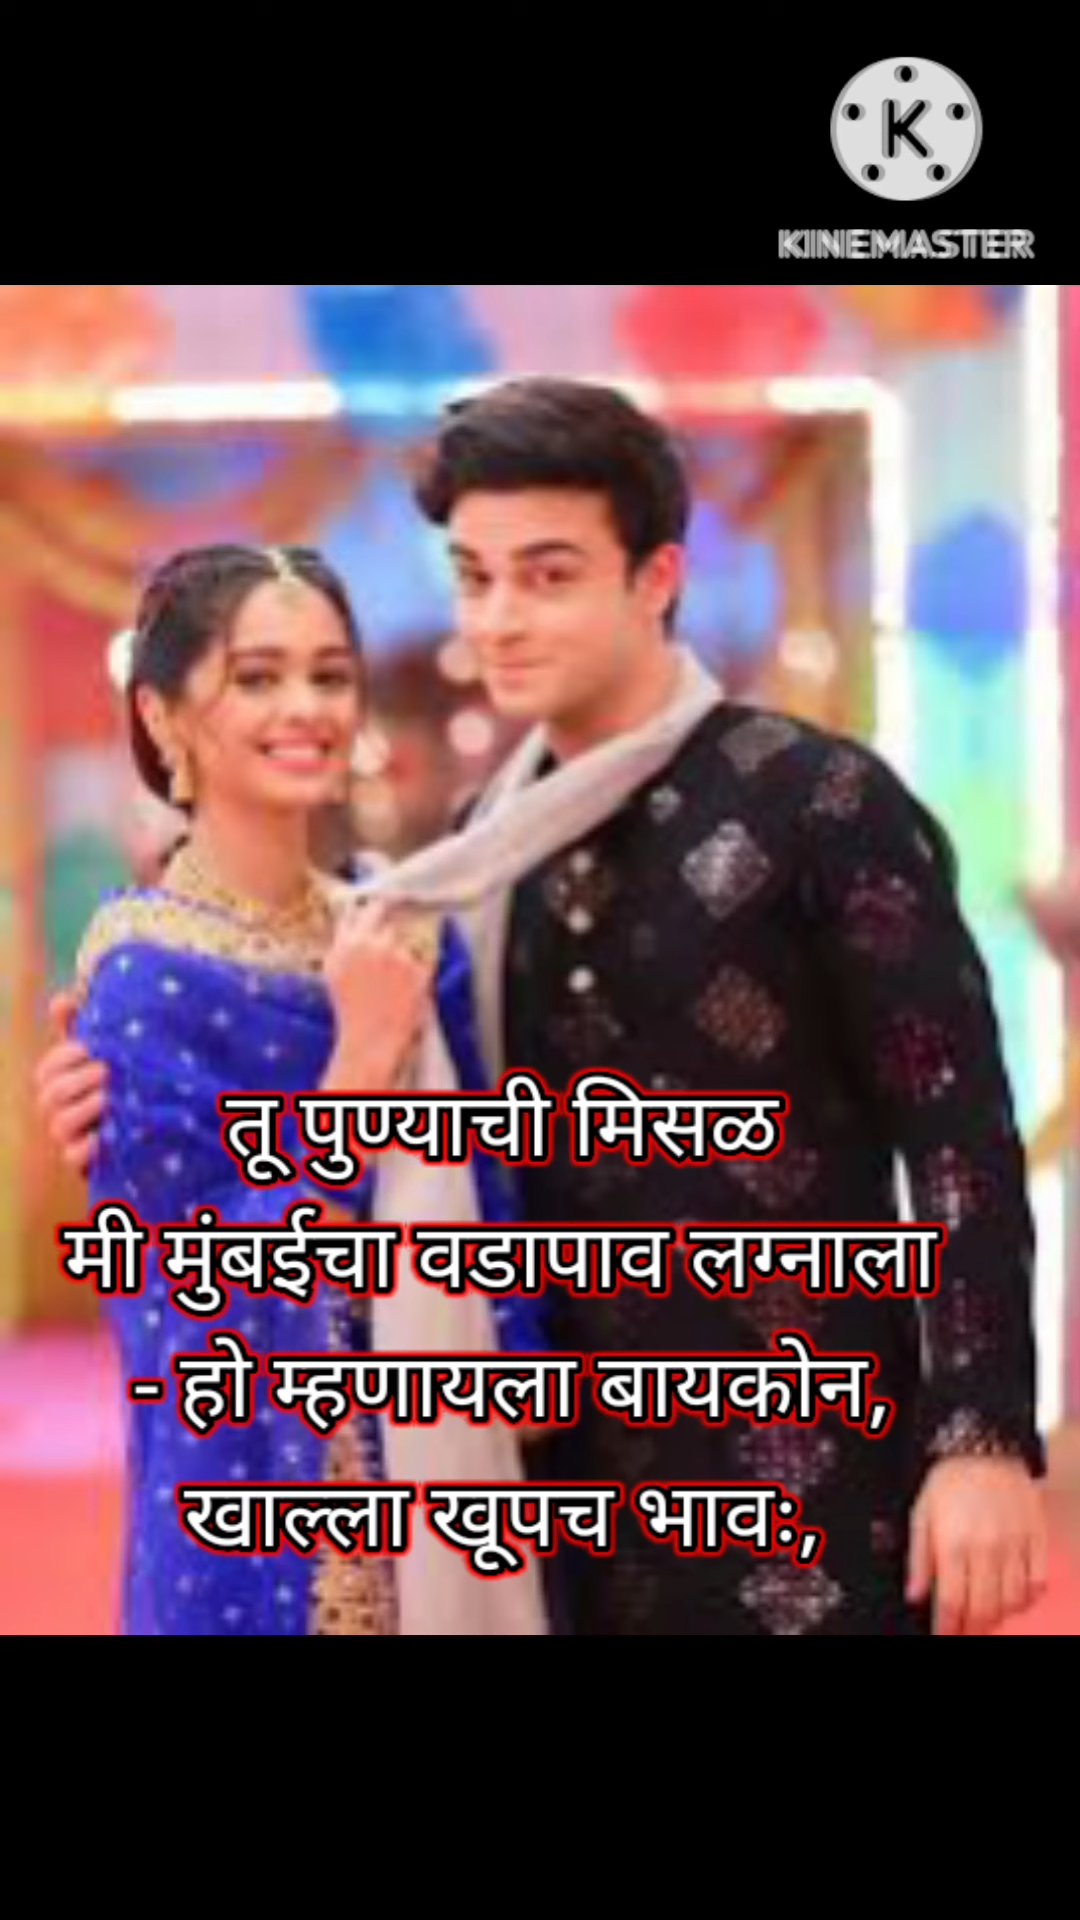 KINEMASTER
तू पुण्याची मिसळ
मी मुंबईचा वडापाव लग्नाला
- हो म्हणायला बायकोन,
खाल्ला खूपच भावः,